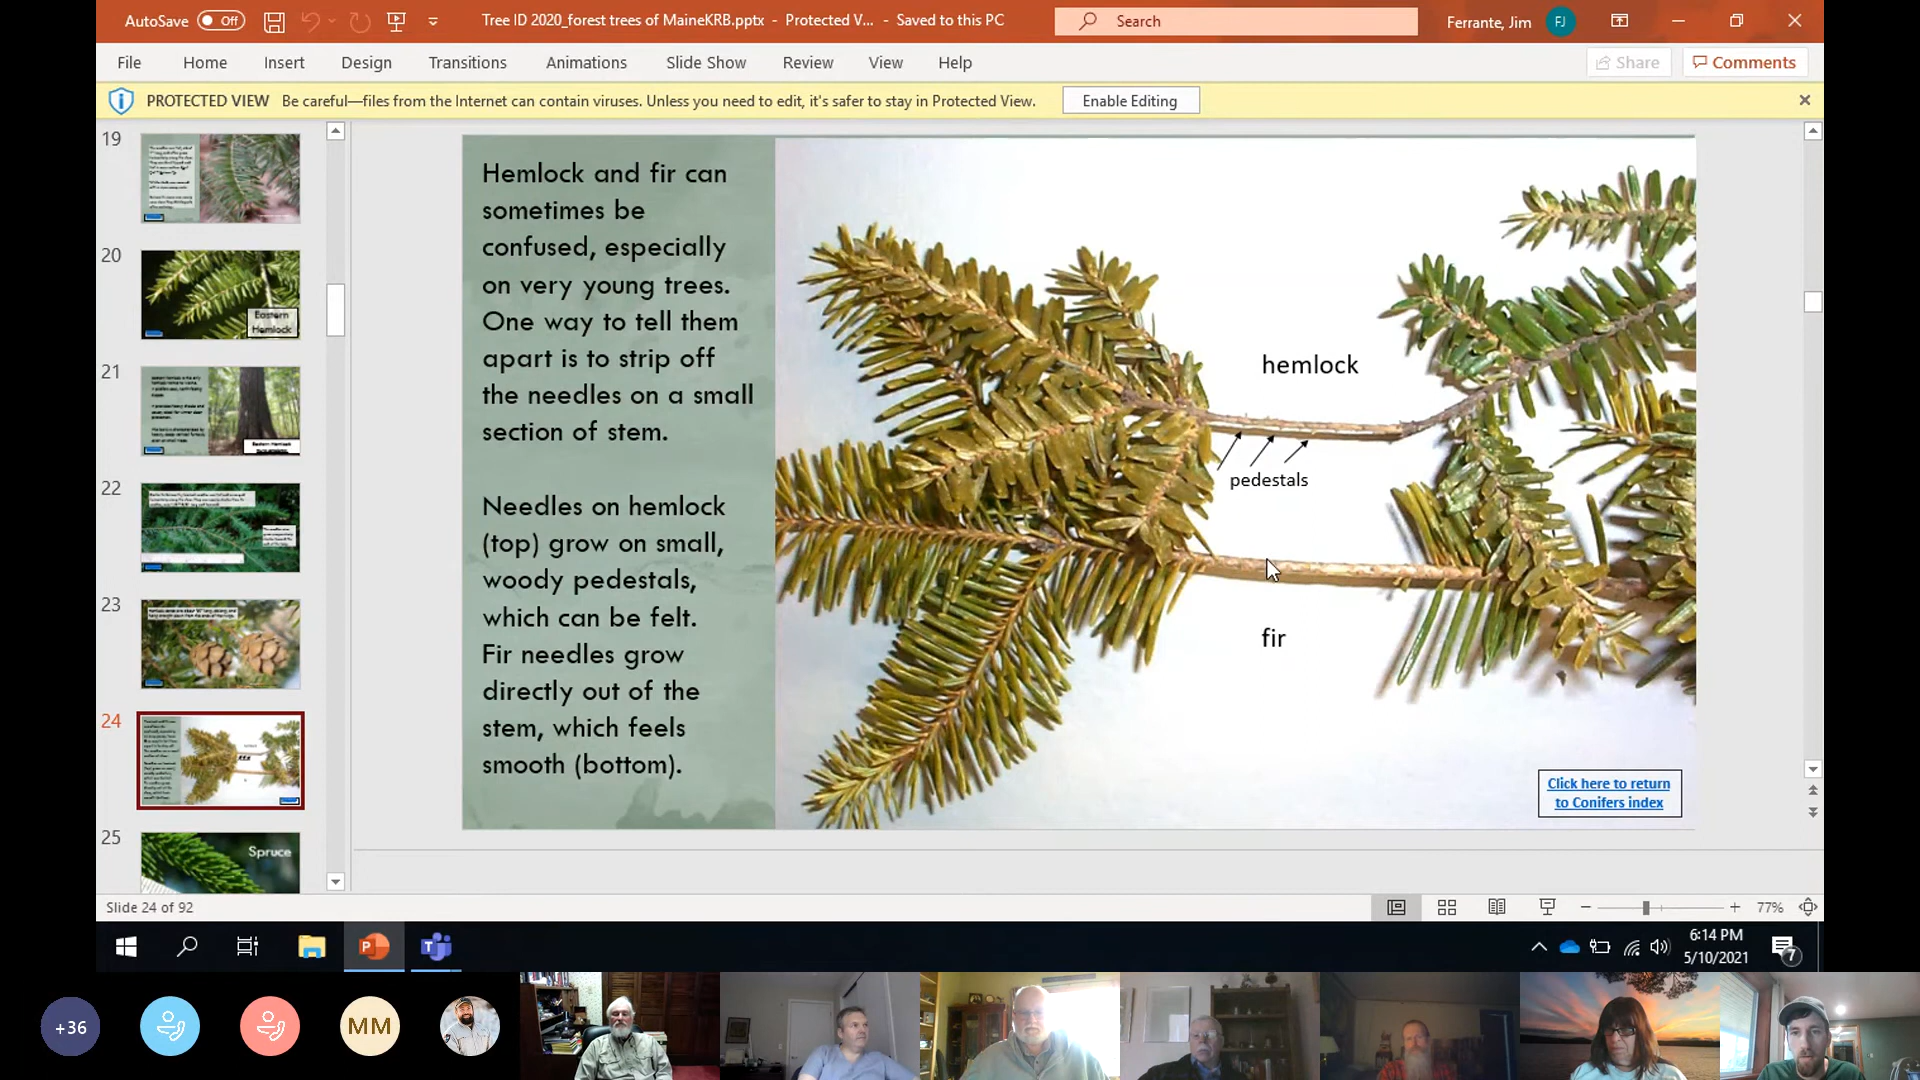 AutoSave Off
Tree ID 2020_forest trees of MaineKRB.pptx - Protected V... - Saved to this PC
Search
Ferrante, Jim FJ
File Home Insert Design Transitions Animations Slide Show Review View Help
Share Comments
PROTECTED VIEW Be careful—files from the Internet can contain viruses. Unless you need to edit, it's safer to stay in Protected View.
Enable Editing
19
20
Eastern
Hemlock
21
Eastern Hemlock
22
23
24
25
Spruce
Hemlock and fir can
sometimes be
confused, especially
on very young trees.
One way to tell them
apart is to strip off
the needles on a small
section of stem.
Needles on hemlock
(top) grow on small,
woody pedestals,
which can be felt.
Fir needles grow
directly out of the
stem, which feels
smooth (bottom).
hemlock
pedestals
fir
Click here to return
to Conifers index
Slide 24 of 92
77%
6:14 PM
5/10/2021
7
+36
MM